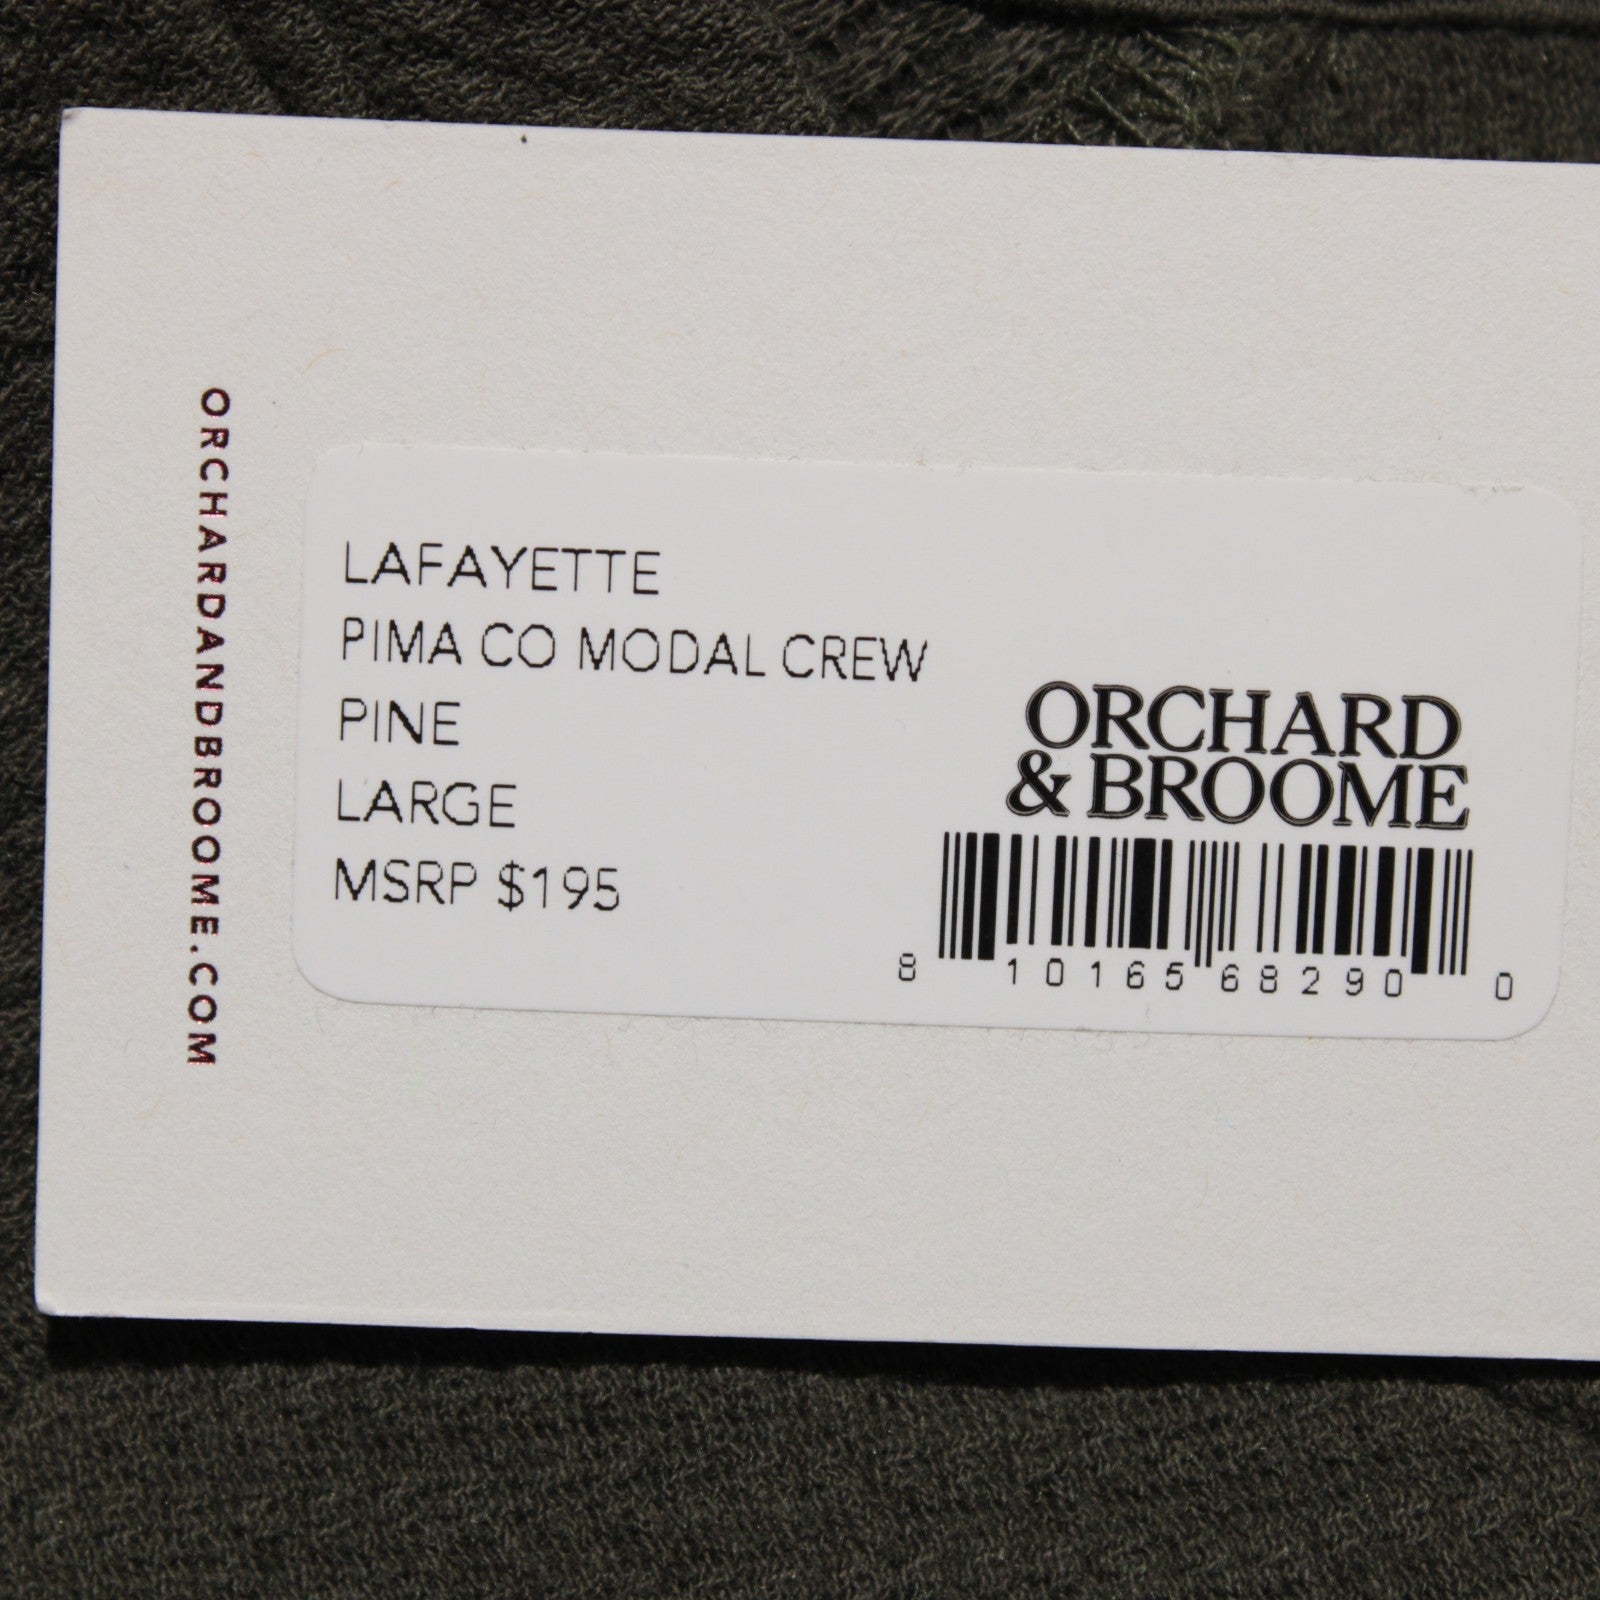 ORCHARDANDBROOME.COM
LAFAYETTE
PIMA CO MODAL CREW
PINE
LARGE
MSRP $195
ORCHARD
& BROOME
8 10165 68290 0